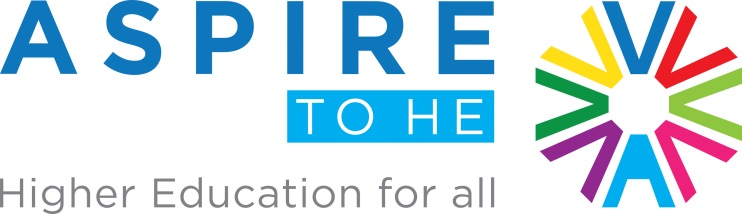 ASPIRE
TO HE
Higher Education for all